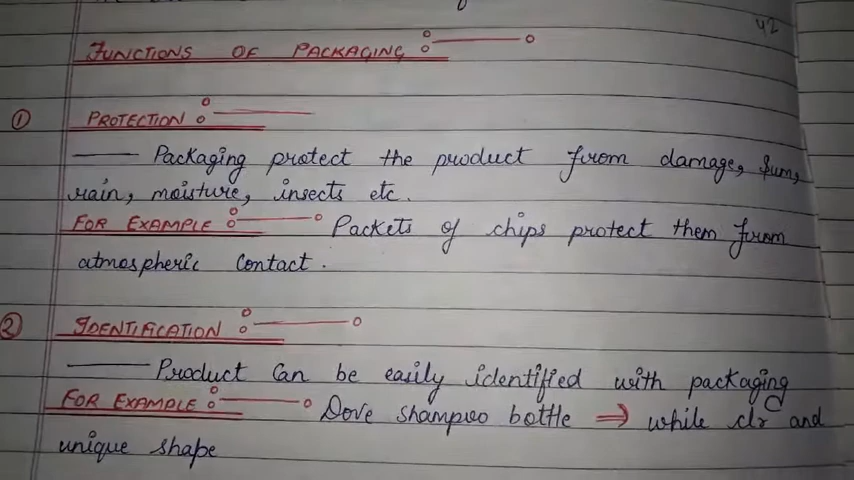 42
FUNCTIONS OF PACKAGING :-
① PROTECTION :-
— Packaging protect the product from damage, sun,
rain, moisture, insects etc.
FOR EXAMPLE :- Packets of chips protect them from
atmospheric contact.
② IDENTIFICATION :-
— Product can be easily identified with packaging
FOR EXAMPLE :- Dove shampoo bottle ⇒ while clr and
unique shape